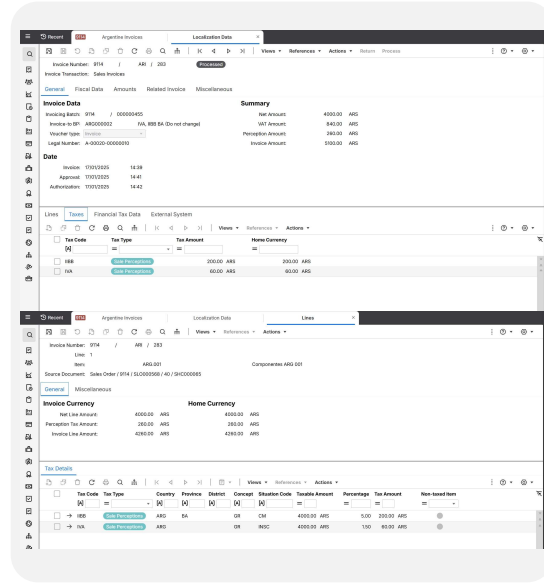 Recent 9114 Argentine Invoices Localization Data ×
Views References Actions Return Process
Invoice Number: 9114 / ARI / 283 Processed
Invoice Transaction: Sales Invoices
General Fiscal Data Amounts Related Invoice Miscellaneous
Invoice Data Summary
Invoicing Batch: 9114 / 000000455 Net Amount: 4000.00 ARS
Invoice-to BP: ARG000002 IVA, IIBB BA (Do not change) VAT Amount: 840.00 ARS
Voucher type: Invoice Perception Amount: 260.00 ARS
Legal Number: A-00020-00000010 Invoice Amount: 5100.00 ARS
Date
Invoice: 17/01/2025 14:39
Approval: 17/01/2025 14:41
Authorization: 17/01/2025 14:42
Lines Taxes Financial Tax Data External System
Views References Actions
Tax Code Tax Type Tax Amount Home Currency
[A] = = =
IIBB Sale Perceptions 200.00 ARS 200.00 ARS
IVA Sale Perceptions 60.00 ARS 60.00 ARS
Recent 9114 Argentine Invoices Localization Data Lines ×
Views References Actions
Invoice Number: 9114 / ARI / 283
Line: 1
Item: ARG 001 Componentes ARG 001
Source Document: Sales Order / 9114 / SLO000568 / 40 / SHC000065
General Miscellaneous
Invoice Currency Home Currency
Net Line Amount: 4000.00 ARS 4000.00 ARS
Perception Tax Amount: 260.00 ARS 260.00 ARS
Invoice Line Amount: 4260.00 ARS 4260.00 ARS
Tax Details
Views References Actions
Tax Code Tax Type Country Province District Concept Situation Code Taxable Amount Percentage Tax Amount Non-taxed item
[A] = [A] [A] [A] [A] [A] = = = =
IIBB Sale Perceptions ARG BA GR CM 4000.00 ARS 5.00 200.00 ARS
IVA Sale Perceptions ARG GR INSC 4000.00 ARS 1.50 60.00 ARS